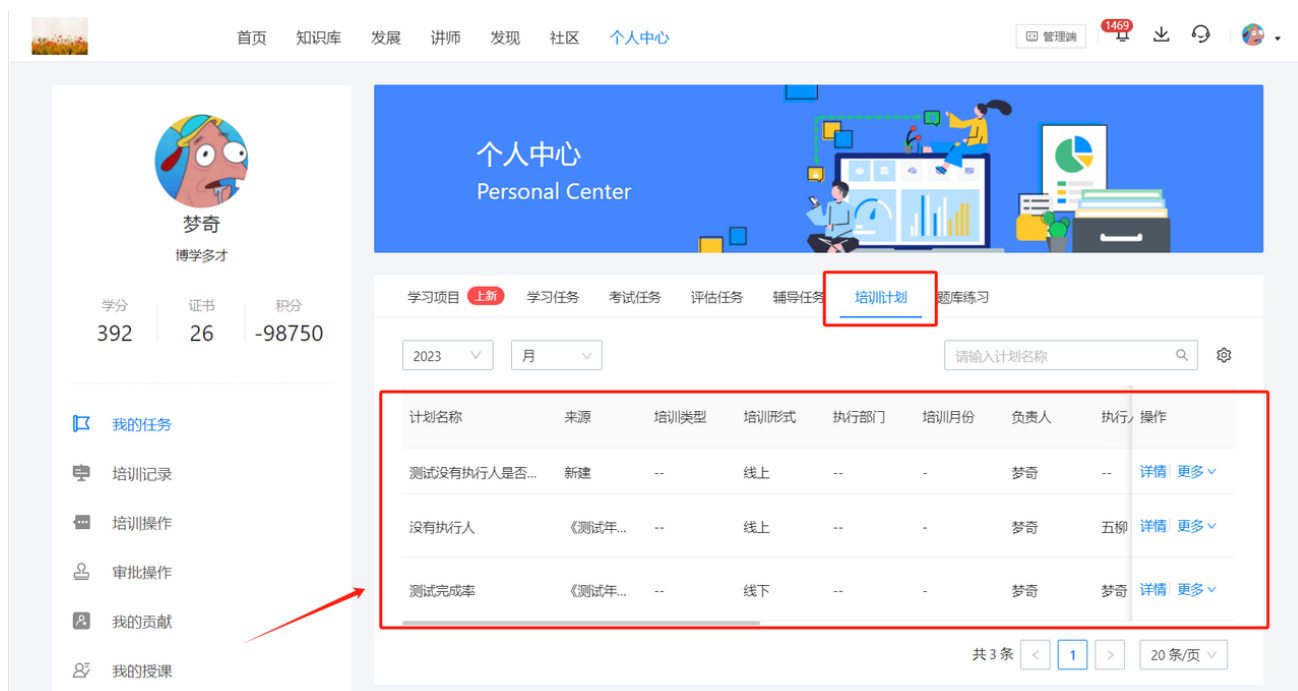 首页 知识库 发展 讲师 发现 社区 个人中心 管理端 1469
梦奇
博学多才
学分 证书 积分
392 26 -98750
我的任务
培训记录
培训操作
审批操作
我的贡献
我的授课
个人中心
Personal Center
学习项目 上新 学习任务 考试任务 评估任务 辅导任务 培训计划 题库练习
2023 月 请输入计划名称
计划名称 来源 培训类型 培训形式 执行部门 培训月份 负责人 执行 操作
测试没有执行人是否... 新建 -- 线上 -- - 梦奇 -- 详情 更多
没有执行人 《测试年... -- 线上 -- - 梦奇 五柳 详情 更多
测试完成率 《测试年... -- 线下 -- - 梦奇 梦奇 详情 更多
共 3 条 < 1 > 20 条/页